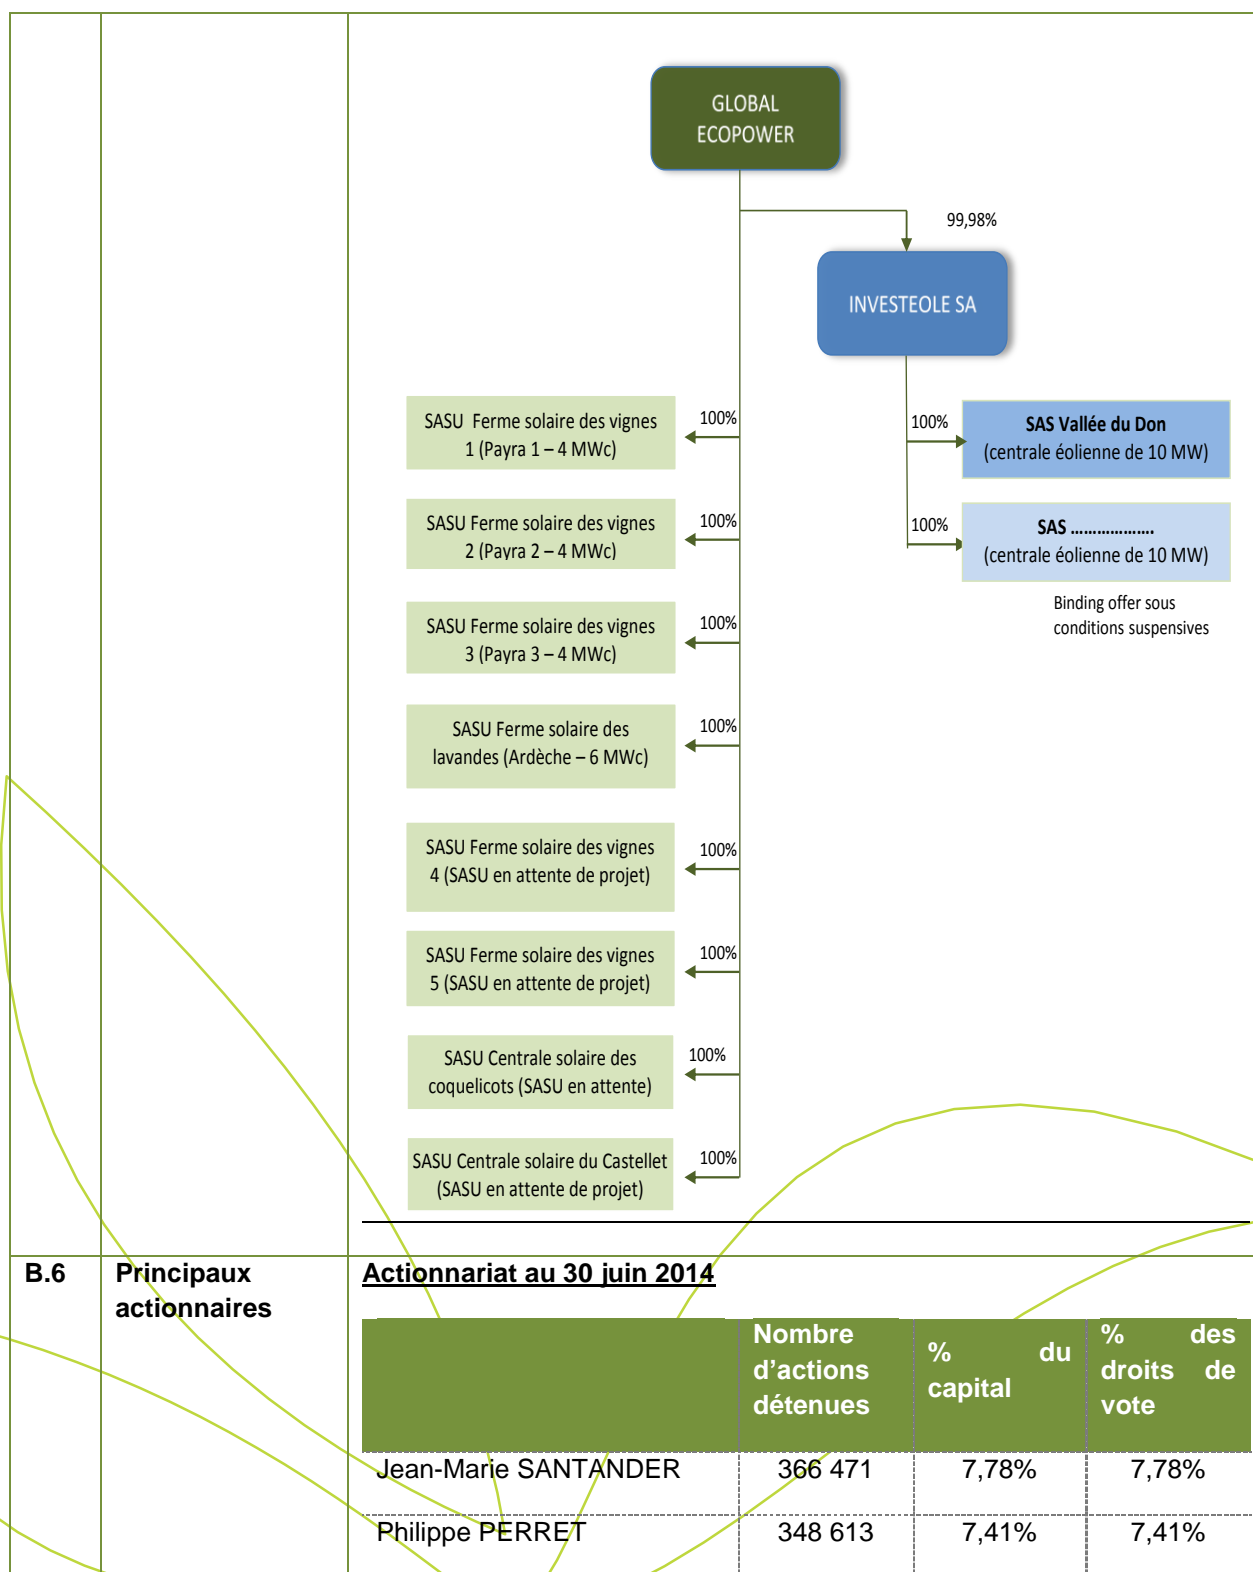 GLOBAL
ECOPOWER
99,98%
INVESTEOLE SA
SASU Ferme solaire des vignes
1 (Payra 1 – 4 MWc)
100%
100%
SAS Vallée du Don
(centrale éolienne de 10 MW)
SASU Ferme solaire des vignes
2 (Payra 2 – 4 MWc)
100%
100%
SAS ………………..
(centrale éolienne de 10 MW)
Binding offer sous
conditions suspensives
SASU Ferme solaire des vignes
3 (Payra 3 – 4 MWc)
100%
SASU Ferme solaire des
lavandes (Ardèche – 6 MWc)
100%
SASU Ferme solaire des vignes
4 (SASU en attente de projet)
100%
SASU Ferme solaire des vignes
5 (SASU en attente de projet)
100%
SASU Centrale solaire des
coquelicots (SASU en attente)
100%
SASU Centrale solaire du Castellet
(SASU en attente de projet)
100%
B.6
Principaux
actionnaires
Actionnariat au 30 juin 2014
Nombre
d'actions
détenues
% du
capital
% des
droits de
vote
Jean-Marie SANTANDER 366 471 7,78% 7,78%
Philippe PERRET 348 613 7,41% 7,41%